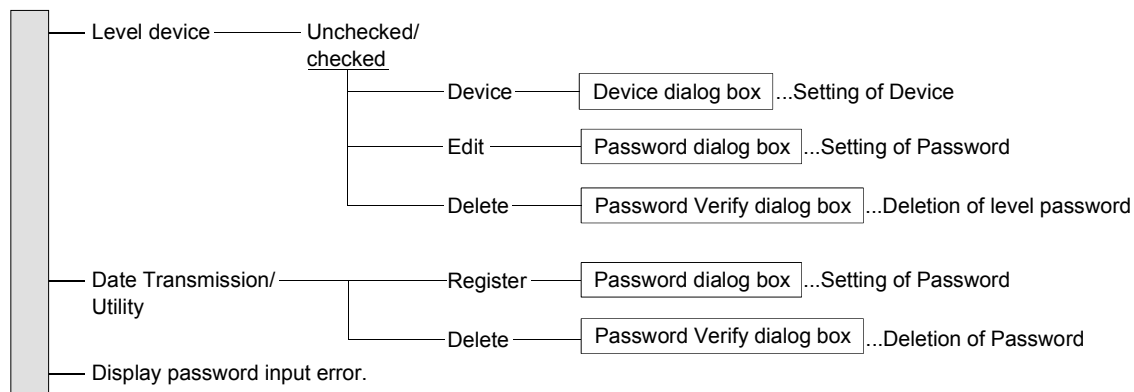 Level device
Unchecked/
checked
Device
Device dialog box
...Setting of Device
Edit
Password dialog box
...Setting of Password
Delete
Password Verify dialog box
...Deletion of level password
Date Transmission/
Utility
Register
Password dialog box
...Setting of Password
Delete
Password Verify dialog box
...Deletion of Password
Display password input error.